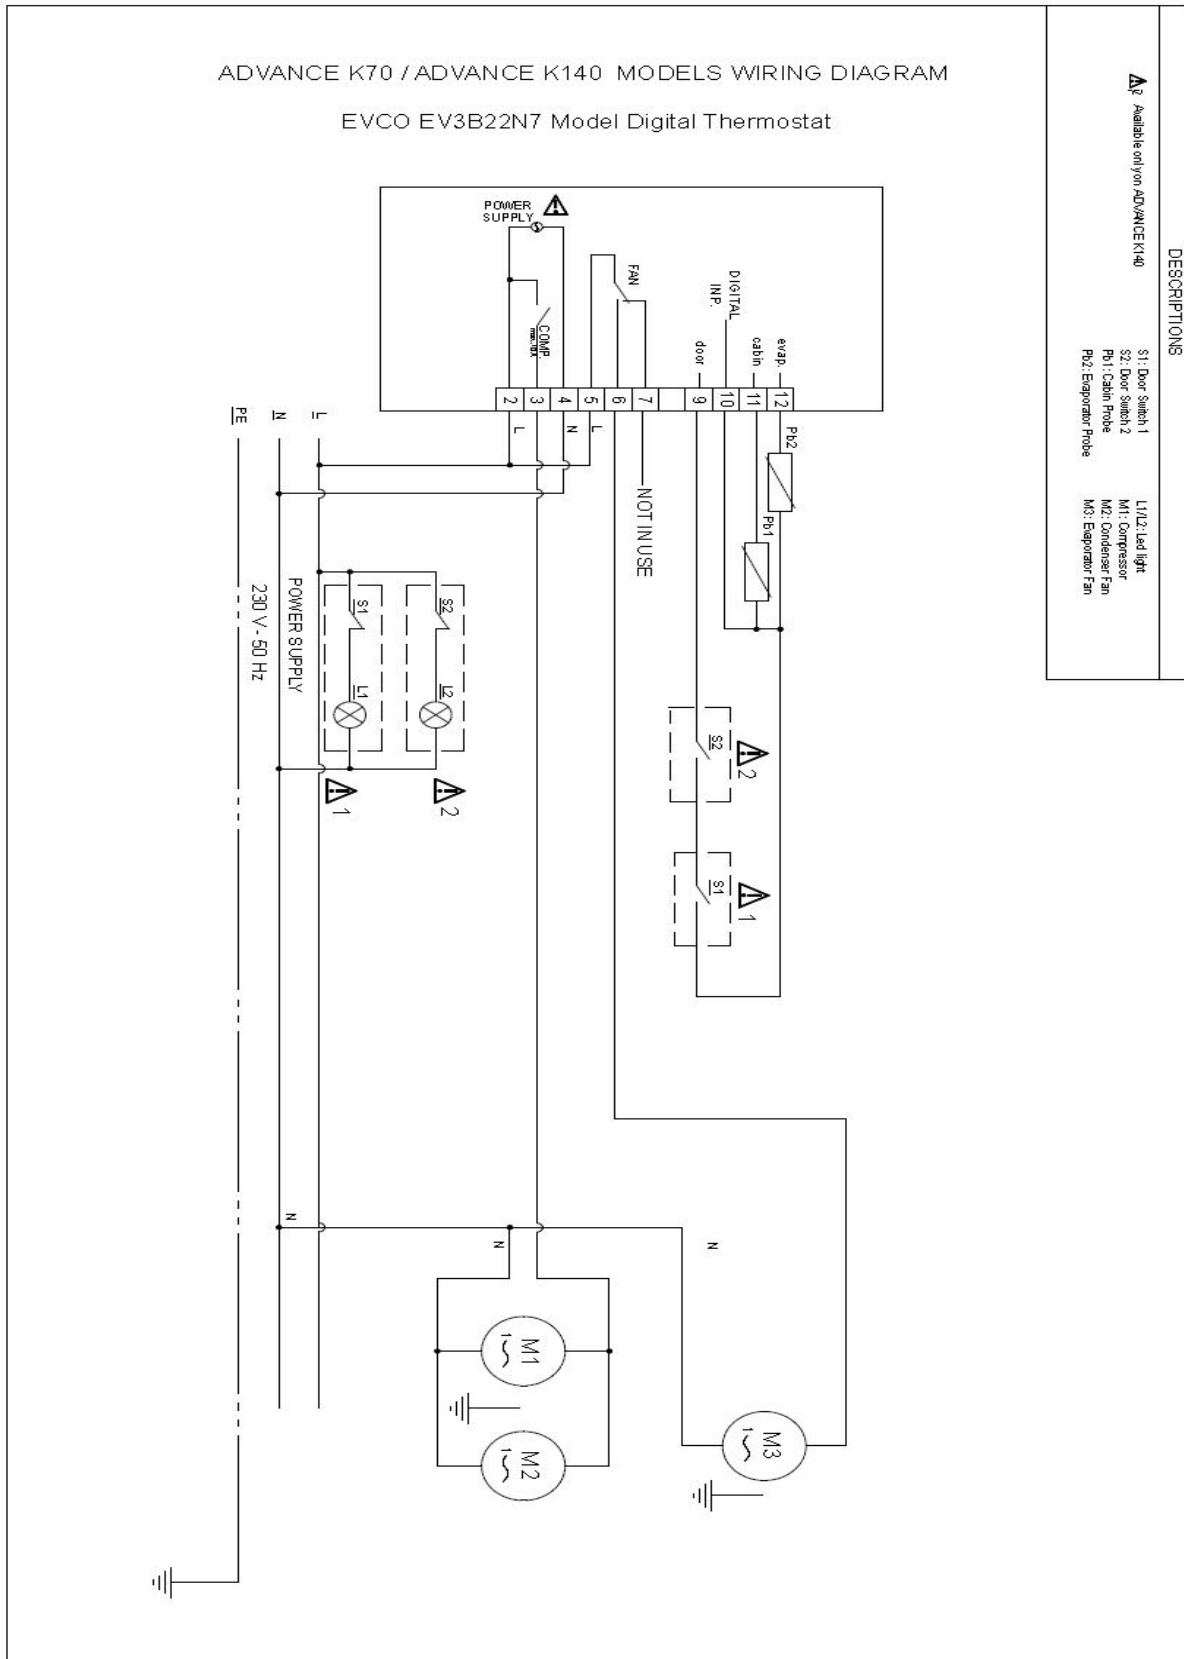 ADVANCE K70 / ADVANCE K140 MODELS WIRING DIAGRAM
EVCO EV3B22N7 Model Digital Thermostat
DESCRIPTIONS
2 Available only on ADVANCE K140
S1: Door Switch 1
S2: Door Switch 2
Pb1: Cabin Probe
Pb2: Evaporator Probe
L1/L2: Led light
M1: Compressor
M2: Condenser Fan
M3: Evaporator Fan
POWER
SUPPLY
COMP.
FAN
DIGITAL
INP.
door
cabin
evap.
2 3 4 5 6 7 9 10 11 12
L
N
L
NOT IN USE
Pb2
Pb1
PE
N
L
POWER SUPPLY
230 V - 50 Hz
S1
L1
1
S2
L2
2
S2
2
S1
1
N
N
N
M1
1
M2
1
M3
1